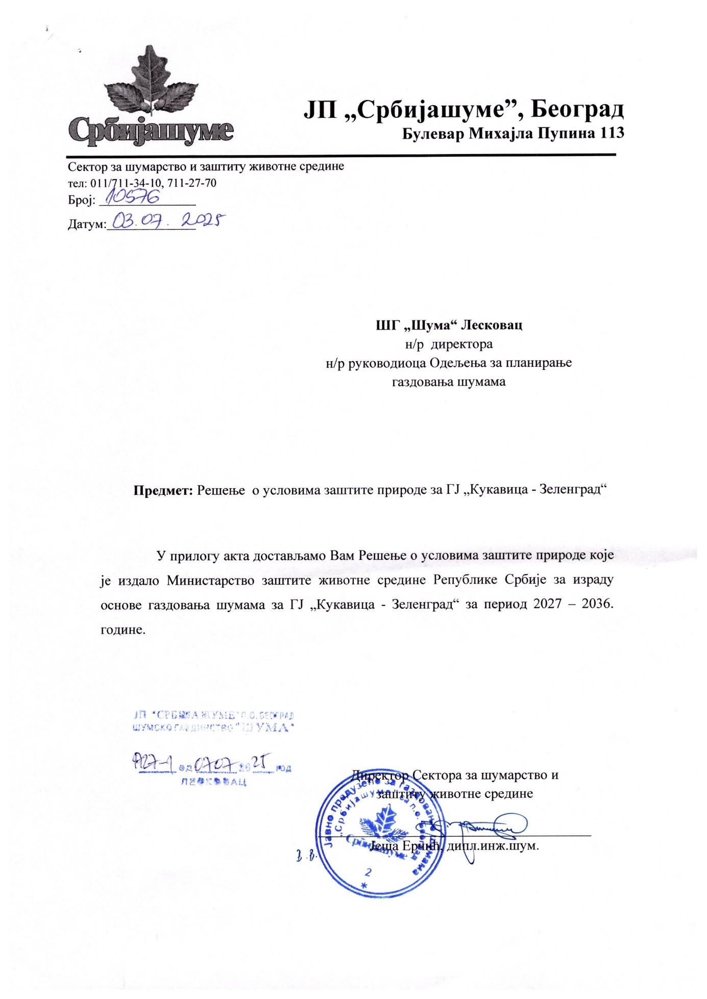 Србијашуме
ЈП „Србијашуме”, Београд
Булевар Михајла Пупина 113
Сектор за шумарство и заштиту животне средине
тел: 011/711-34-10, 711-27-70
Број: 10576
Датум: 03.07. 2025
ШГ „Шума“ Лесковац
н/р директора
н/р руководиоца Одељења за планирање
газдовања шумама
Предмет: Решење о условима заштите природе за ГЈ „Кукавица - Зеленград“
У прилогу акта достављамо Вам Решење о условима заштите природе које
је издало Министарство заштите животне средине Републике Србије за израду
основе газдовања шумама за ГЈ „Кукавица - Зеленград“ за период 2027 – 2036.
године.
ЈП "СРБИЈАШУМЕ" П.О. БЕОГРАД
ШУМСКО ГАЗДИНСТВО "ШУМА"
од 0707 2025 год
ЛЕСКОВАЦ
Директор Сектора за шумарство и
заштиту животне средине
Јеша Ерчић, дипл.инж.шум.
В.В.
Јавно предузеће за газдовање шумама
„Србијашуме" са п.о. Београд
Србијашуме
2